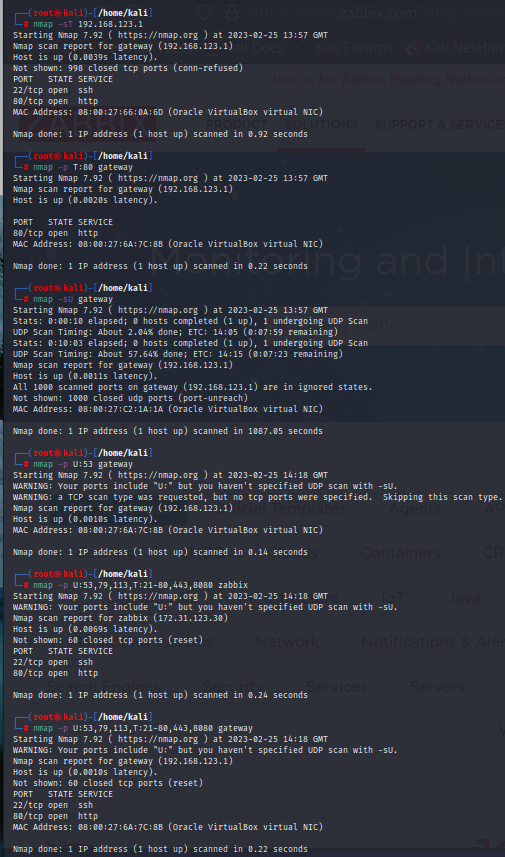 ┌──(root㉿kali)-[/home/kali]
└─# nmap -sT 192.168.123.1
Starting Nmap 7.92 ( https://nmap.org ) at 2023-02-25 13:57 GMT
Nmap scan report for gateway (192.168.123.1)
Host is up (0.0039s latency).
Not shown: 998 closed tcp ports (conn-refused)
PORT   STATE SERVICE
22/tcp open  ssh
80/tcp open  http
MAC Address: 08:00:27:66:0A:6D (Oracle VirtualBox virtual NIC)
Nmap done: 1 IP address (1 host up) scanned in 0.92 seconds
┌──(root㉿kali)-[/home/kali]
└─# nmap -p T:80 gateway
Starting Nmap 7.92 ( https://nmap.org ) at 2023-02-25 13:57 GMT
Nmap scan report for gateway (192.168.123.1)
Host is up (0.0020s latency).
PORT   STATE SERVICE
80/tcp open  http
MAC Address: 08:00:27:6A:7C:8B (Oracle VirtualBox virtual NIC)
Nmap done: 1 IP address (1 host up) scanned in 0.22 seconds
┌──(root㉿kali)-[/home/kali]
└─# nmap -sU gateway
Starting Nmap 7.92 ( https://nmap.org ) at 2023-02-25 13:57 GMT
Stats: 0:00:10 elapsed; 0 hosts completed (1 up), 1 undergoing UDP Scan
UDP Scan Timing: About 2.04% done; ETC: 14:05 (0:07:59 remaining)
Stats: 0:10:03 elapsed; 0 hosts completed (1 up), 1 undergoing UDP Scan
UDP Scan Timing: About 57.64% done; ETC: 14:15 (0:07:23 remaining)
Nmap scan report for gateway (192.168.123.1)
Host is up (0.0011s latency).
All 1000 scanned ports on gateway (192.168.123.1) are in ignored states.
Not shown: 1000 closed udp ports (port-unreach)
MAC Address: 08:00:27:C2:1A:1A (Oracle VirtualBox virtual NIC)
Nmap done: 1 IP address (1 host up) scanned in 1087.05 seconds
┌──(root㉿kali)-[/home/kali]
└─# nmap -p U:53 gateway
Starting Nmap 7.92 ( https://nmap.org ) at 2023-02-25 14:18 GMT
WARNING: Your ports include "U:" but you haven't specified UDP scan with -sU.
WARNING: a TCP scan type was requested, but no tcp ports were specified.  Skipping this scan type.
Nmap scan report for gateway (192.168.123.1)
Host is up (0.0010s latency).
MAC Address: 08:00:27:6A:7C:8B (Oracle VirtualBox virtual NIC)
Nmap done: 1 IP address (1 host up) scanned in 0.14 seconds
┌──(root㉿kali)-[/home/kali]
└─# nmap -p U:53,79,113,T:21-80,443,8080 zabbix
Starting Nmap 7.92 ( https://nmap.org ) at 2023-02-25 14:18 GMT
WARNING: Your ports include "U:" but you haven't specified UDP scan with -sU.
Nmap scan report for zabbix (172.31.123.30)
Host is up (0.0069s latency).
Not shown: 60 closed tcp ports (reset)
PORT   STATE SERVICE
22/tcp open  ssh
80/tcp open  http
Nmap done: 1 IP address (1 host up) scanned in 0.24 seconds
┌──(root㉿kali)-[/home/kali]
└─# nmap -p U:53,79,113,T:21-80,443,8080 gateway
Starting Nmap 7.92 ( https://nmap.org ) at 2023-02-25 14:18 GMT
WARNING: Your ports include "U:" but you haven't specified UDP scan with -sU.
Nmap scan report for gateway (192.168.123.1)
Host is up (0.0010s latency).
Not shown: 60 closed tcp ports (reset)
PORT   STATE SERVICE
22/tcp open  ssh
80/tcp open  http
MAC Address: 08:00:27:6A:7C:8B (Oracle VirtualBox virtual NIC)
Nmap done: 1 IP address (1 host up) scanned in 0.22 seconds